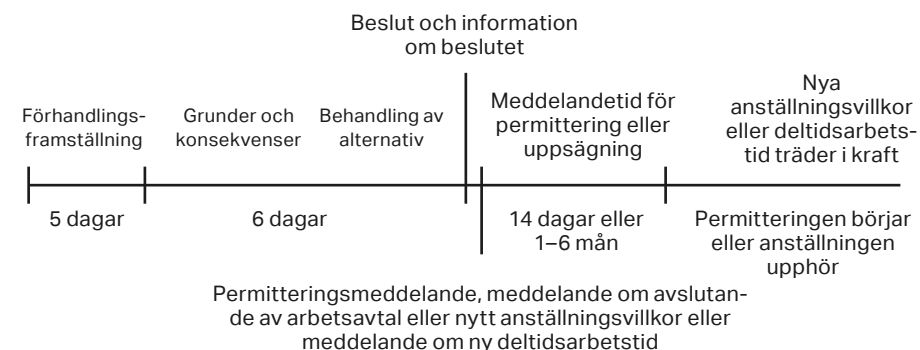 Beslut och information
om beslutet
Förhandlings-
framställning
Grunder och
konsekvenser
Behandling av
alternativ
Meddelandetid för
permittering eller
uppsägning
Nya
anställningsvillkor
eller deltidsarbets-
tid träder i kraft
5 dagar
6 dagar
14 dagar eller
1–6 mån
Permitteringen börjar
eller anställningen
upphör
Permitteringsmeddelande, meddelande om avslutan-
de av arbetsavtal eller nytt anställningsvillkor eller
meddelande om ny deltidsarbetstid